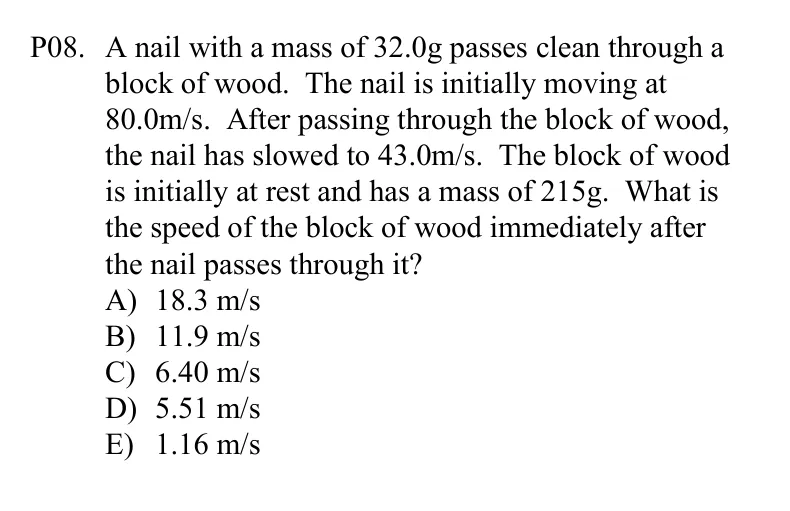 P08. A nail with a mass of 32.0g passes clean through a
block of wood. The nail is initially moving at
80.0m/s. After passing through the block of wood,
the nail has slowed to 43.0m/s. The block of wood
is initially at rest and has a mass of 215g. What is
the speed of the block of wood immediately after
the nail passes through it?
A) 18.3 m/s
B) 11.9 m/s
C) 6.40 m/s
D) 5.51 m/s
E) 1.16 m/s